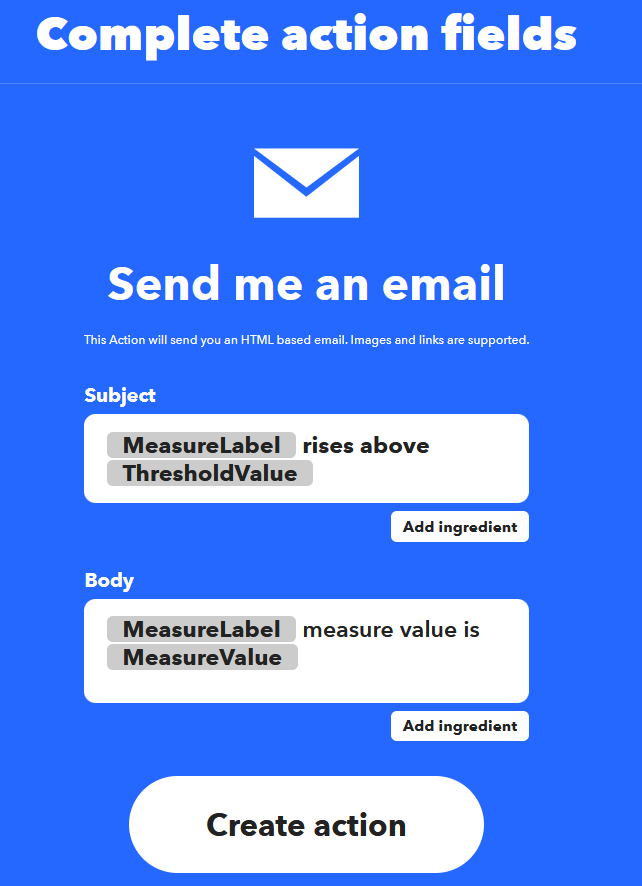 Complete action fields
Send me an email
This Action will send you an HTML based email. Images and links are supported.
Subject
MeasureLabel rises above
ThresholdValue
Add ingredient
Body
MeasureLabel measure value is
MeasureValue
Add ingredient
Create action